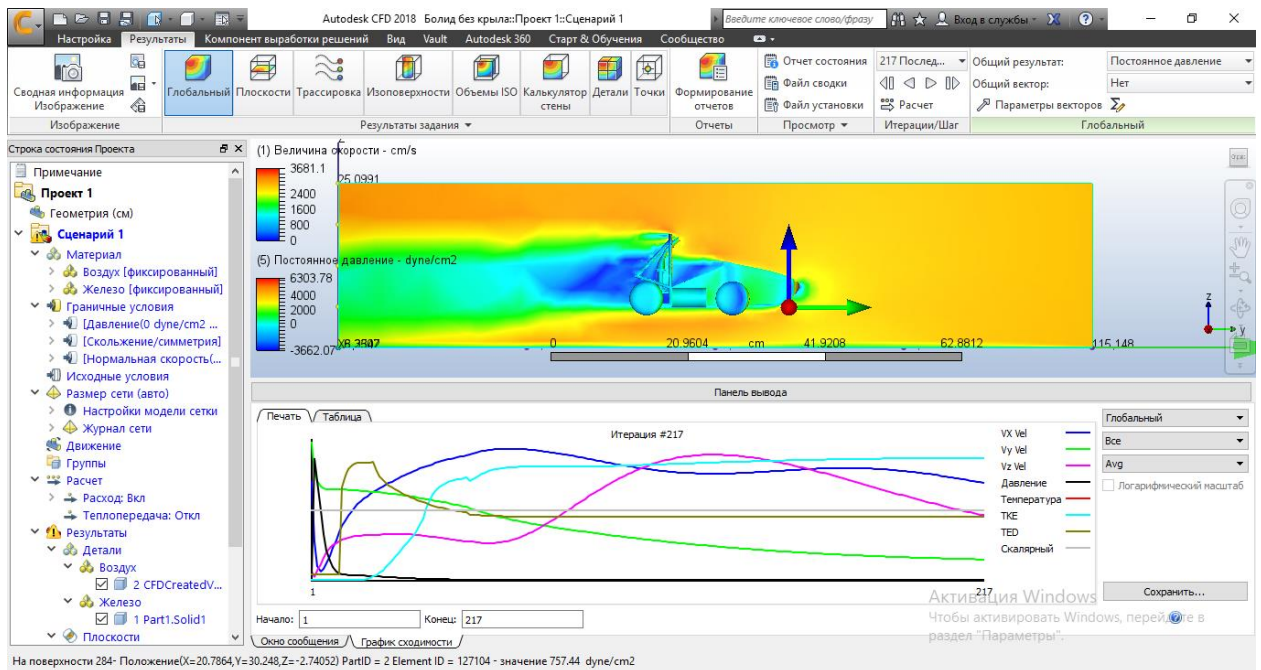 Autodesk CFD 2018 Болид без крыла::Проект 1::Сценарий 1
Введите ключевое слово/фразу
Вход в службы
Настройка Результаты Компонент выработки решений Вид Vault Autodesk 360 Старт & Обучения Сообщество
Сводная информация
Изображение
Глобальный Плоскости Трассировка Изоповерхности Объемы ISO Калькулятор стены Детали Точки
Формирование отчетов
Отчет состояния
Файл сводки
Файл установки
217 Послед...
Расчет
Общий результат: Постоянное давление
Общий вектор: Нет
Параметры векторов
Изображение Результаты задания Отчеты Просмотр Итерации/Шаг Глобальный
Строка состояния Проекта
Примечание
Проект 1
Геометрия (см)
Сценарий 1
Материал
Воздух [фиксированный]
Железо [фиксированный]
Граничные условия
[Давление(0 dyne/cm2 ...
[Скольжение/симметрия]
[Нормальная скорость(...
Исходные условия
Размер сети (авто)
Настройки модели сетки
Журнал сети
Движение
Группы
Расчет
Расход: Вкл
Теплопередача: Откл
Результаты
Детали
Воздух
2 CFDCreatedV...
Железо
1 Part1.Solid1
Плоскости
(1) Величина скорости - cm/s
3681.1
2400
1600
800
0
25.0991
(5) Постоянное давление - dyne/cm2
6303.78
4000
2000
0
-3662.07
0 20.9604 cm 41.9208 62.8812 115.148
z
y
Панель вывода
Печать Таблица
Итерация #217
VX Vel
Vy Vel
Vz Vel
Давление
Температура
TKE
TED
Скалярный
1 217
Глобальный
Все
Avg
Логарифмический масштаб
Сохранить...
Начало: 1 Конец: 217
Окно сообщения График сходимости
Активация Windows
Чтобы активировать Windows, перейдите в
раздел "Параметры".
На поверхности 284- Положение(X=20.7864,Y=30.248,Z=-2.74052) PartID = 2 Element ID = 127104 - значение 757.44 dyne/cm2